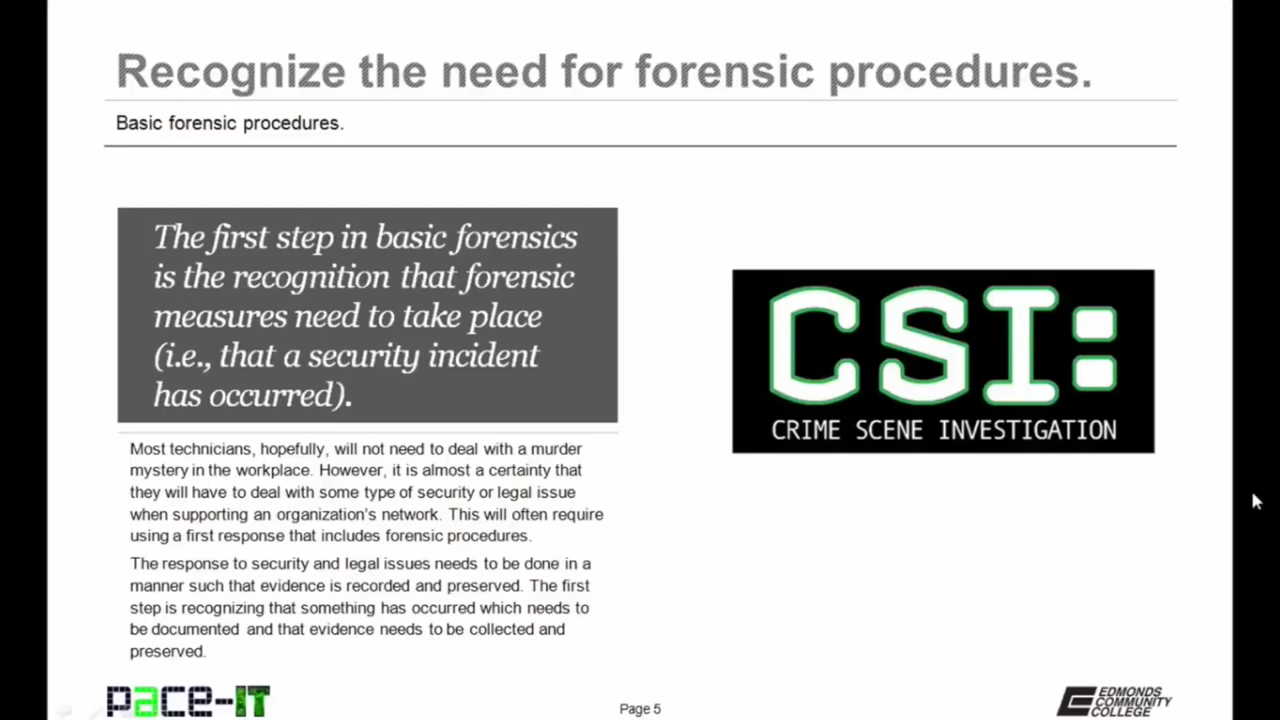 Recognize the need for forensic procedures.
Basic forensic procedures.
The first step in basic forensics
is the recognition that forensic
measures need to take place
(i.e., that a security incident
has occurred).
CSI:
CRIME SCENE INVESTIGATION
Most technicians, hopefully, will not need to deal with a murder
mystery in the workplace. However, it is almost a certainty that
they will have to deal with some type of security or legal issue
when supporting an organization's network. This will often require
using a first response that includes forensic procedures.
The response to security and legal issues needs to be done in a
manner such that evidence is recorded and preserved. The first
step is recognizing that something has occurred which needs to
be documented and that evidence needs to be collected and
preserved.
pace-IT
Page 5
EDMONDS
COMMUNITY
COLLEGE